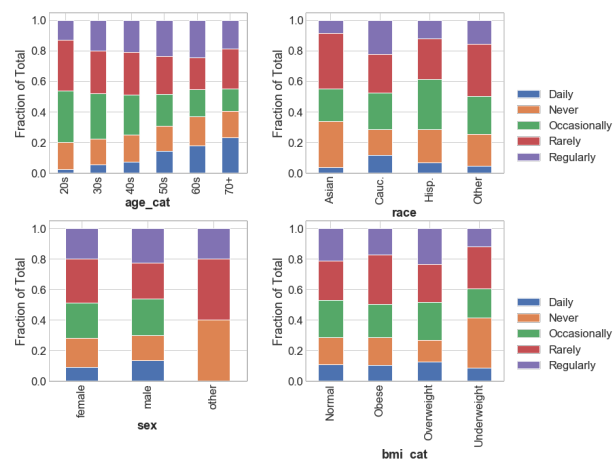 1.0
0.8
0.6
0.4
0.2
0.0
Fraction of Total
20s
30s
40s
50s
60s
70+
age_cat
1.0
0.8
0.6
0.4
0.2
0.0
Fraction of Total
Asian
Cauc.
Hisp.
Other
race
Daily
Never
Occasionally
Rarely
Regularly
1.0
0.8
0.6
0.4
0.2
0.0
Fraction of Total
female
male
other
sex
1.0
0.8
0.6
0.4
0.2
0.0
Fraction of Total
Normal
Obese
Overweight
Underweight
bmi_cat
Daily
Never
Occasionally
Rarely
Regularly